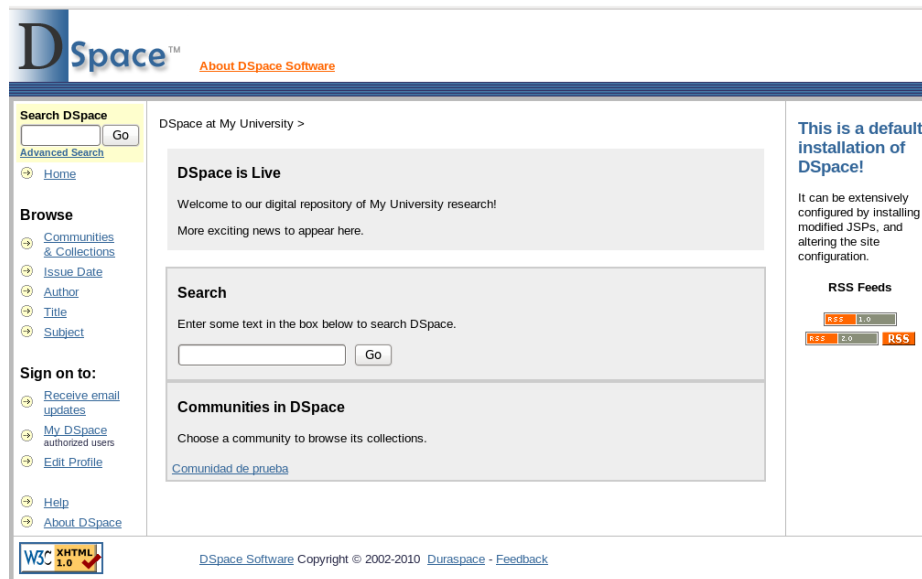 DSpace™
About DSpace Software
Search DSpace
Go
Advanced Search
Home
Browse
Communities
& Collections
Issue Date
Author
Title
Subject
Sign on to:
Receive email
updates
My DSpace
authorized users
Edit Profile
Help
About DSpace
DSpace at My University >
DSpace is Live
Welcome to our digital repository of My University research!
More exciting news to appear here.
Search
Enter some text in the box below to search DSpace.
Go
Communities in DSpace
Choose a community to browse its collections.
Comunidad de prueba
This is a default
installation of
DSpace!
It can be extensively
configured by installing
modified JSPs, and
altering the site
configuration.
RSS Feeds
RSS 1.0
RSS 2.0 RSS
W3C XHTML
1.0
DSpace Software Copyright © 2002-2010 Duraspace - Feedback